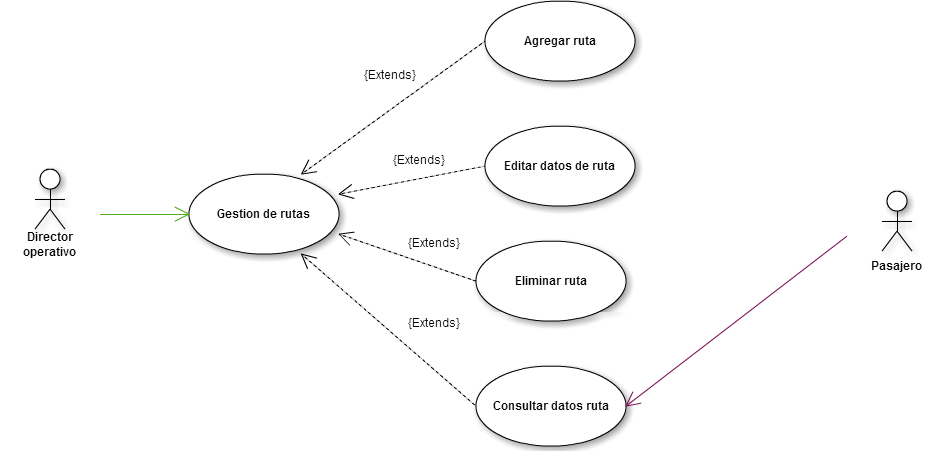 Agregar ruta
{Extends}
{Extends}
Editar datos de ruta
Gestion de rutas
Director
operativo
{Extends}
Pasajero
Eliminar ruta
{Extends}
Consultar datos ruta